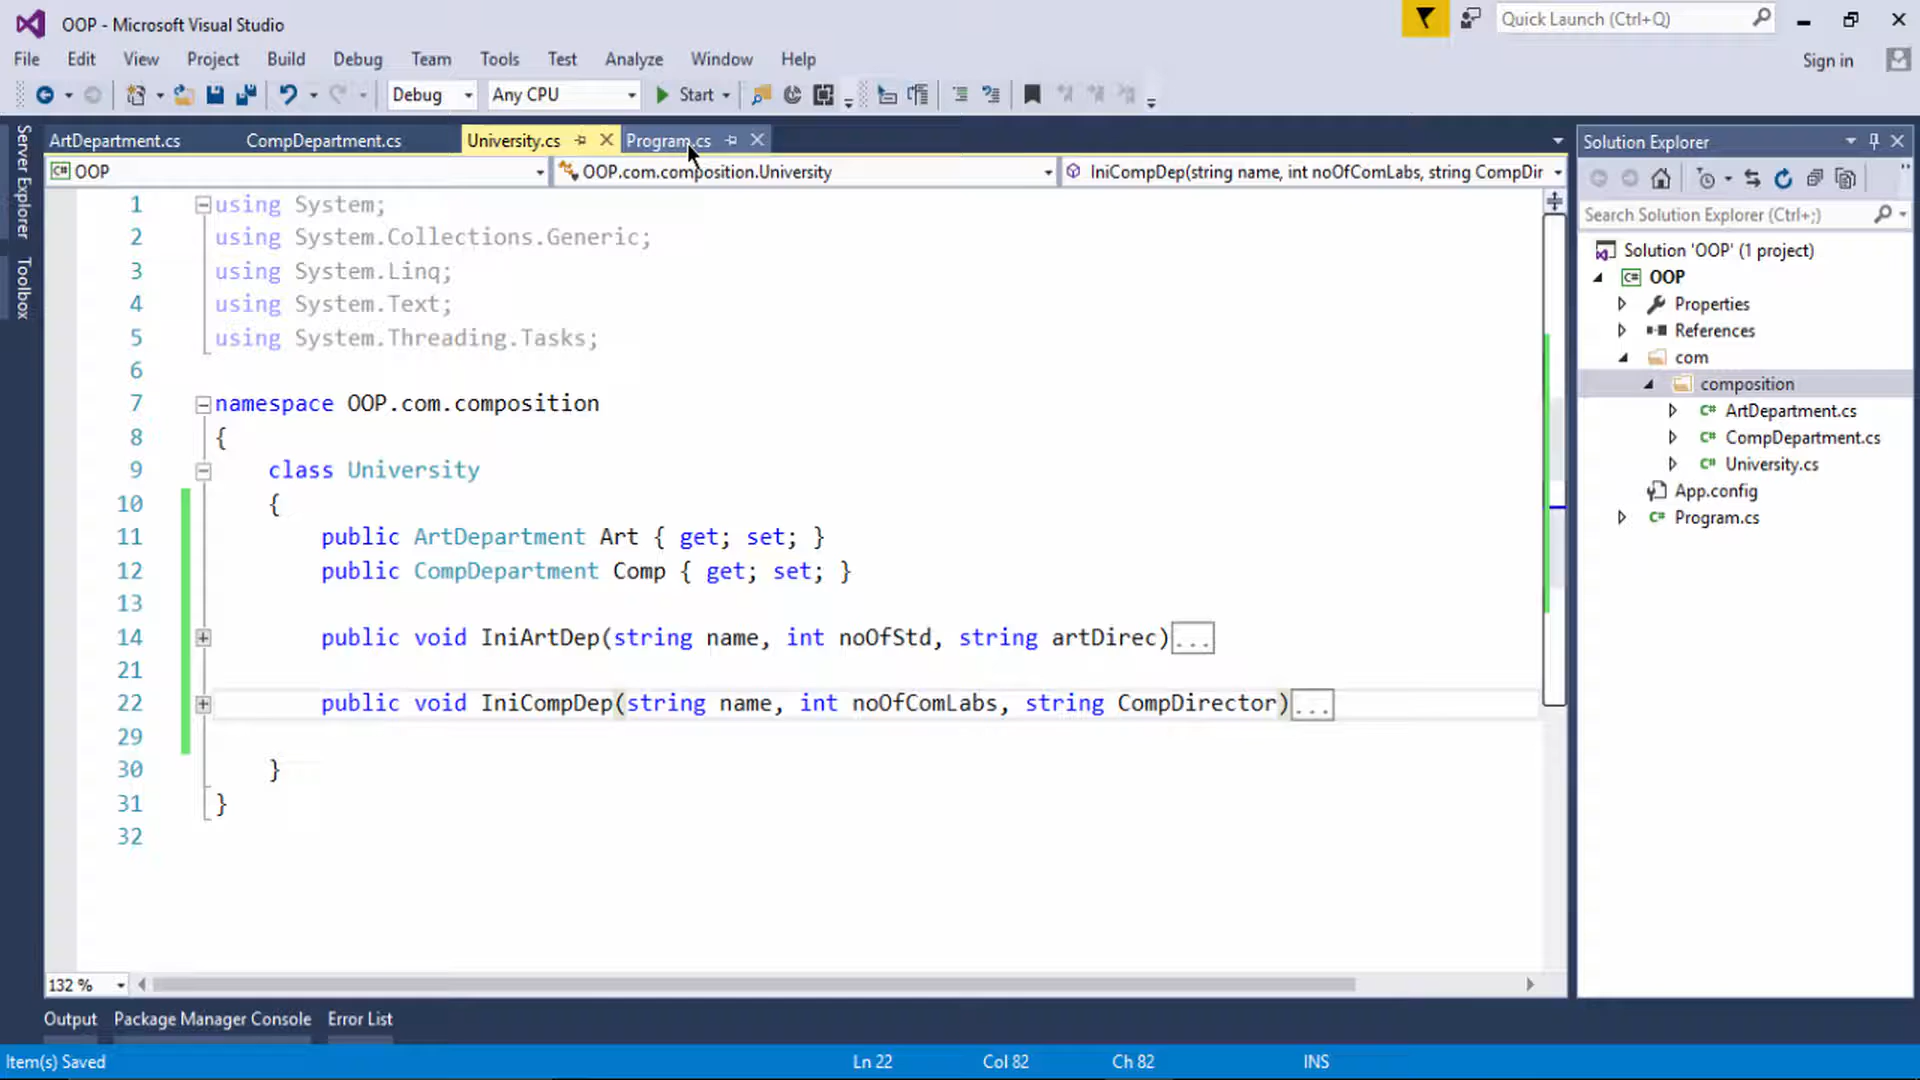 OOP - Microsoft Visual Studio
Quick Launch (Ctrl+Q)
File Edit View Project Build Debug Team Tools Test Analyze Window Help
Sign in
Debug Any CPU Start
Server Explorer
Toolbox
ArtDepartment.cs CompDepartment.cs University.cs Program.cs
OOP OOP.com.composition.University IniCompDep(string name, int noOfComLabs, string CompDir
1 using System;
2 using System.Collections.Generic;
3 using System.Linq;
4 using System.Text;
5 using System.Threading.Tasks;
6
7 namespace OOP.com.composition
8 {
9 class University
10 {
11 public ArtDepartment Art { get; set; }
12 public CompDepartment Comp { get; set; }
13
14 public void IniArtDep(string name, int noOfStd, string artDirec)...
21
22 public void IniCompDep(string name, int noOfComLabs, string CompDirector)...
29
30 }
31 }
32
132 %
Solution Explorer
Search Solution Explorer (Ctrl+;)
Solution 'OOP' (1 project)
C# OOP
Properties
References
com
composition
C# ArtDepartment.cs
C# CompDepartment.cs
C# University.cs
App.config
C# Program.cs
Output Package Manager Console Error List
Item(s) Saved Ln 22 Col 82 Ch 82 INS